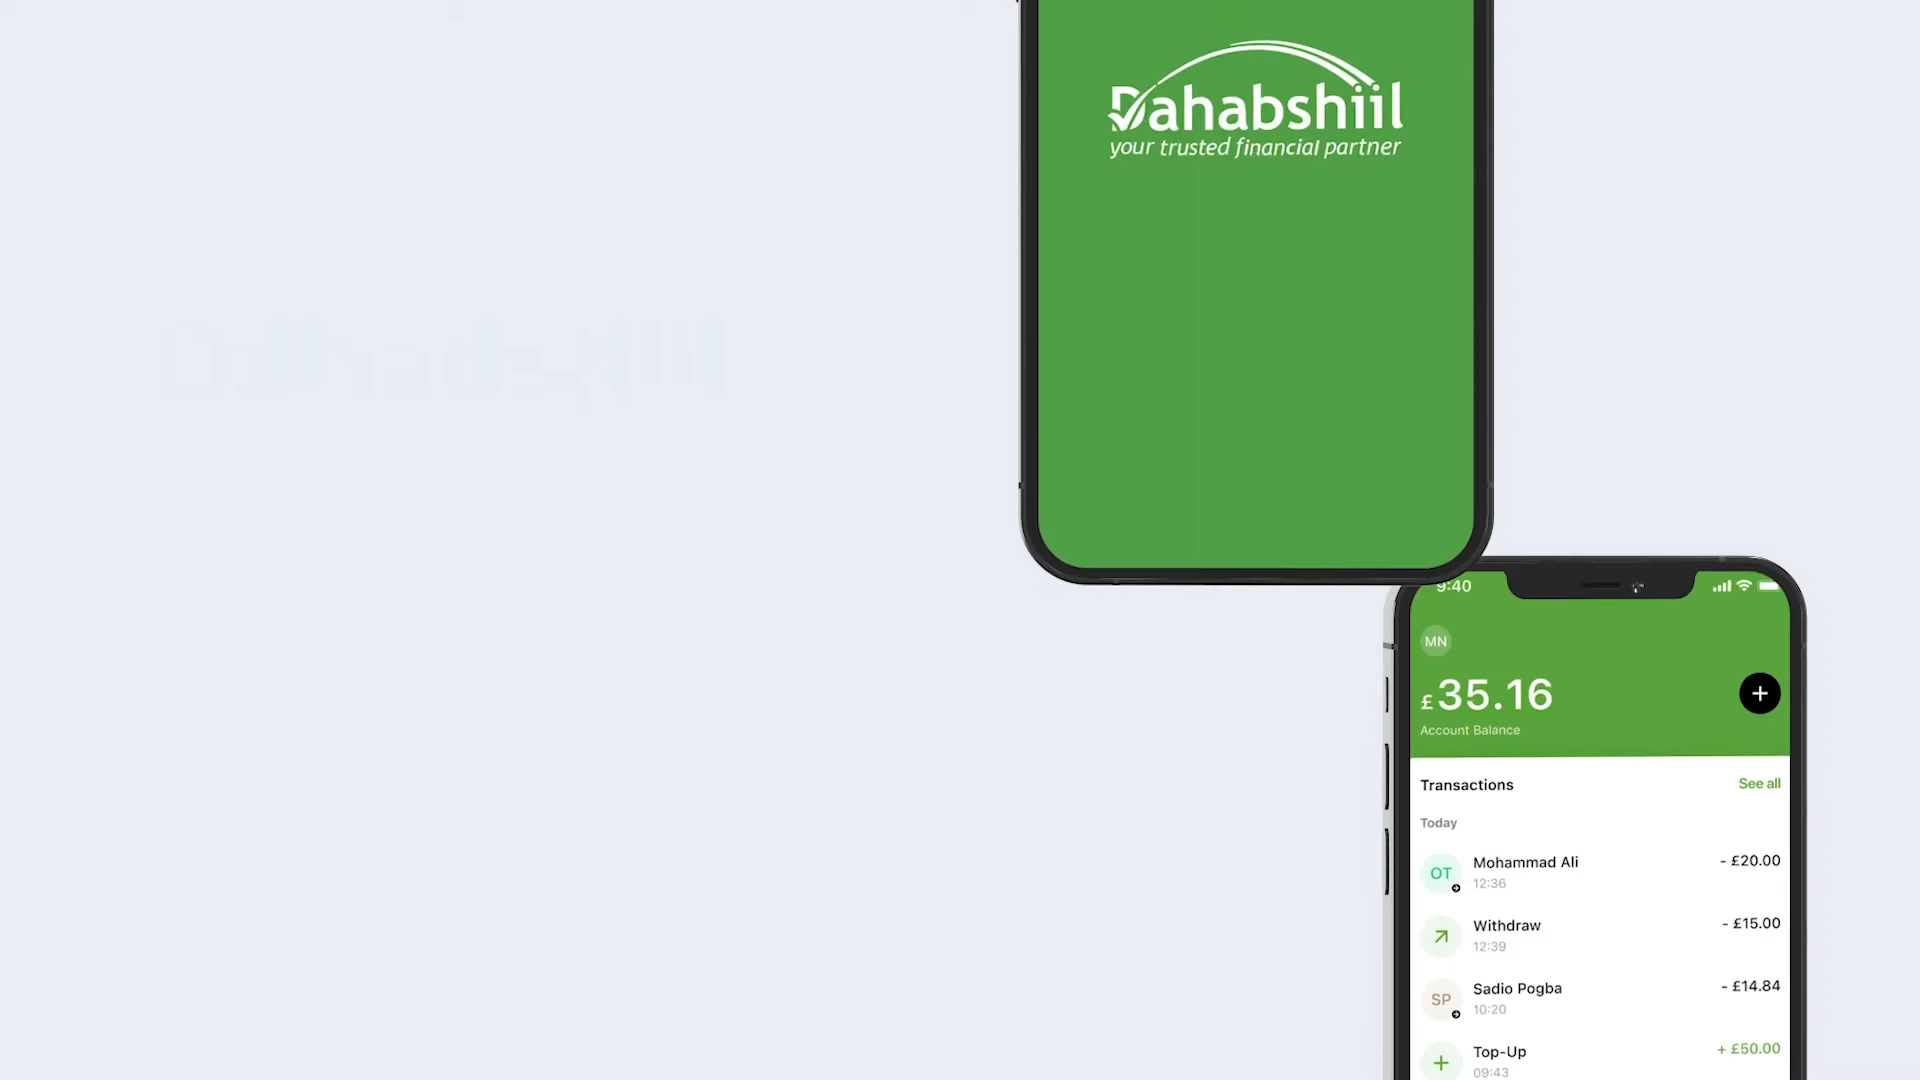 Dahabshiil
your trusted financial partner
9:40
MN
£35.16
Account Balance
Transactions
See all
Today
OT
Mohammad Ali
- £20.00
12:36
Withdraw
- £15.00
12:39
SP
Sadio Pogba
- £14.84
10:20
Top-Up
+ £50.00
09:43